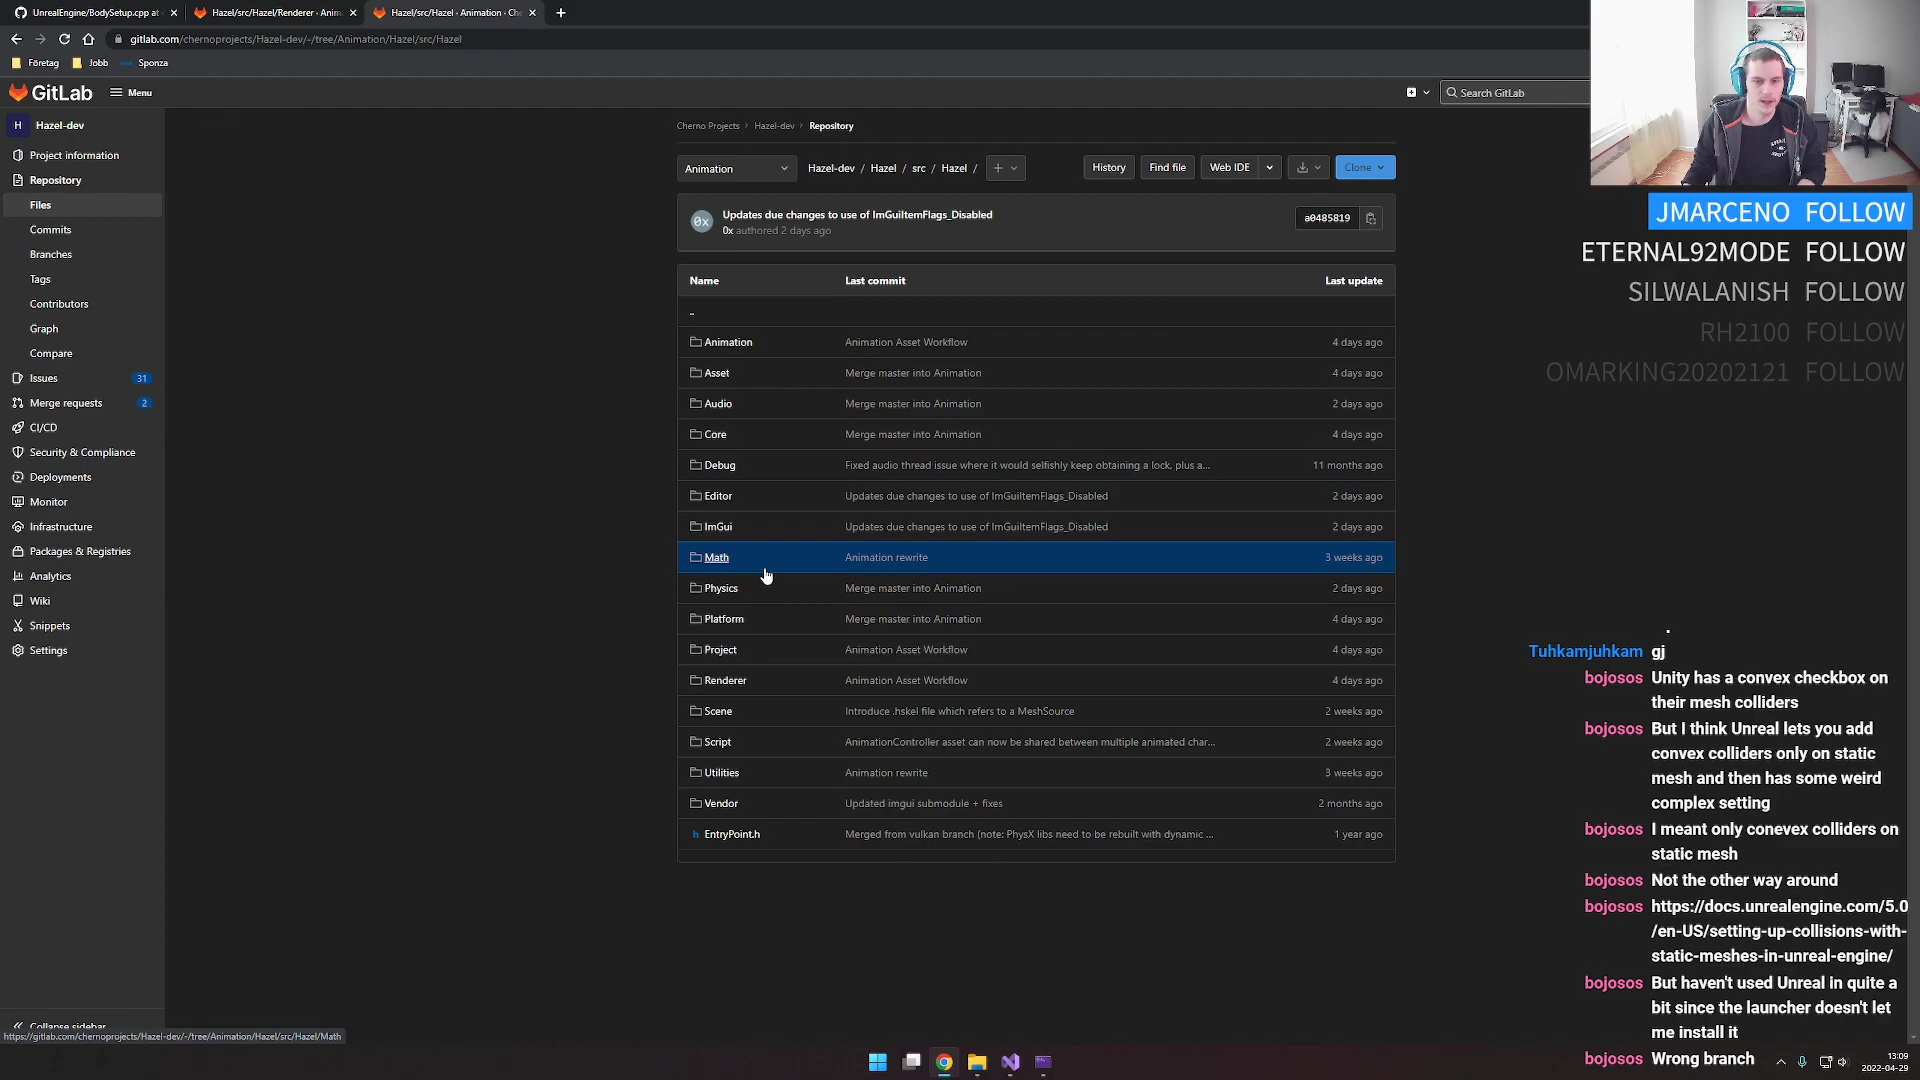 UnrealEngine/BodySetup.cpp at
Hazel/src/Hazel/Renderer · Anim
Hazel/src/Hazel · Animation · Che
gitlab.com/chernoprojects/Hazel-dev/-/tree/Animation/Hazel/src/Hazel
Företag
Jobb
Sponza
GitLab
Menu
Search GitLab
H Hazel-dev
Project information
Repository
Files
Commits
Branches
Tags
Contributors
Graph
Compare
Issues 31
Merge requests 2
CI/CD
Security & Compliance
Deployments
Monitor
Infrastructure
Packages & Registries
Analytics
Wiki
Snippets
Settings
Collapse sidebar
https://gitlab.com/chernoprojects/Hazel-dev/-/tree/Animation/Hazel/src/Hazel/Math
Cherno Projects > Hazel-dev > Repository
Animation
Hazel-dev / Hazel / src / Hazel /
History
Find file
Web IDE
Clone
0x
Updates due changes to use of ImGuiItemFlags_Disabled
0x authored 2 days ago
a0485819
Name Last commit Last update
..
Animation Animation Asset Workflow 4 days ago
Asset Merge master into Animation 4 days ago
Audio Merge master into Animation 2 days ago
Core Merge master into Animation 4 days ago
Debug Fixed audio thread issue where it would selfishly keep obtaining a lock, plus a... 11 months ago
Editor Updates due changes to use of ImGuiItemFlags_Disabled 2 days ago
ImGui Updates due changes to use of ImGuiItemFlags_Disabled 2 days ago
Math Animation rewrite 3 weeks ago
Physics Merge master into Animation 2 days ago
Platform Merge master into Animation 4 days ago
Project Animation Asset Workflow 4 days ago
Renderer Animation Asset Workflow 4 days ago
Scene Introduce .hskel file which refers to a MeshSource 2 weeks ago
Script AnimationController asset can now be shared between multiple animated char... 2 weeks ago
Utilities Animation rewrite 3 weeks ago
Vendor Updated imgui submodule + fixes 2 months ago
h EntryPoint.h Merged from vulkan branch (note: PhysX libs need to be rebuilt with dynamic ... 1 year ago
JMARCENO FOLLOW
ETERNAL92MODE FOLLOW
SILWALANISH FOLLOW
RH2100 FOLLOW
OMARKING20202121 FOLLOW
Tuhkamjuhkam gj
bojosos Unity has a convex checkbox on
their mesh colliders
bojosos But I think Unreal lets you add
convex colliders only on static
mesh and then has some weird
complex setting
bojosos I meant only conevex colliders on
static mesh
bojosos Not the other way around
bojosos https://docs.unrealengine.com/5.0
/en-US/setting-up-collisions-with-
static-meshes-in-unreal-engine/
bojosos But haven't used Unreal in quite a
bit since the launcher doesn't let
me install it
bojosos Wrong branch
13:09
2022-04-29